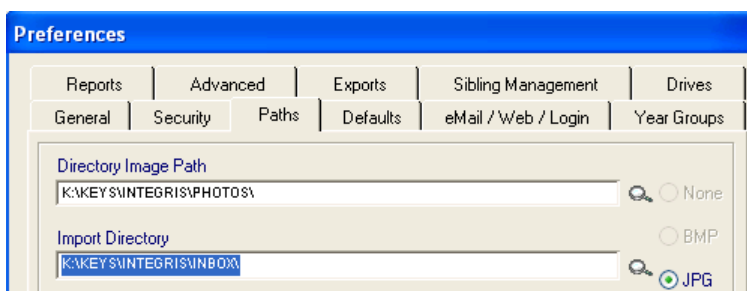 Preferences
Reports Advanced Exports Sibling Management Drives
General Security Paths Defaults eMail / Web / Login Year Groups
Directory Image Path
K:\KEYS\INTEGRIS\PHOTOS\ None
BMP
Import Directory
K:\KEYS\INTEGRIS\INBOX\ JPG